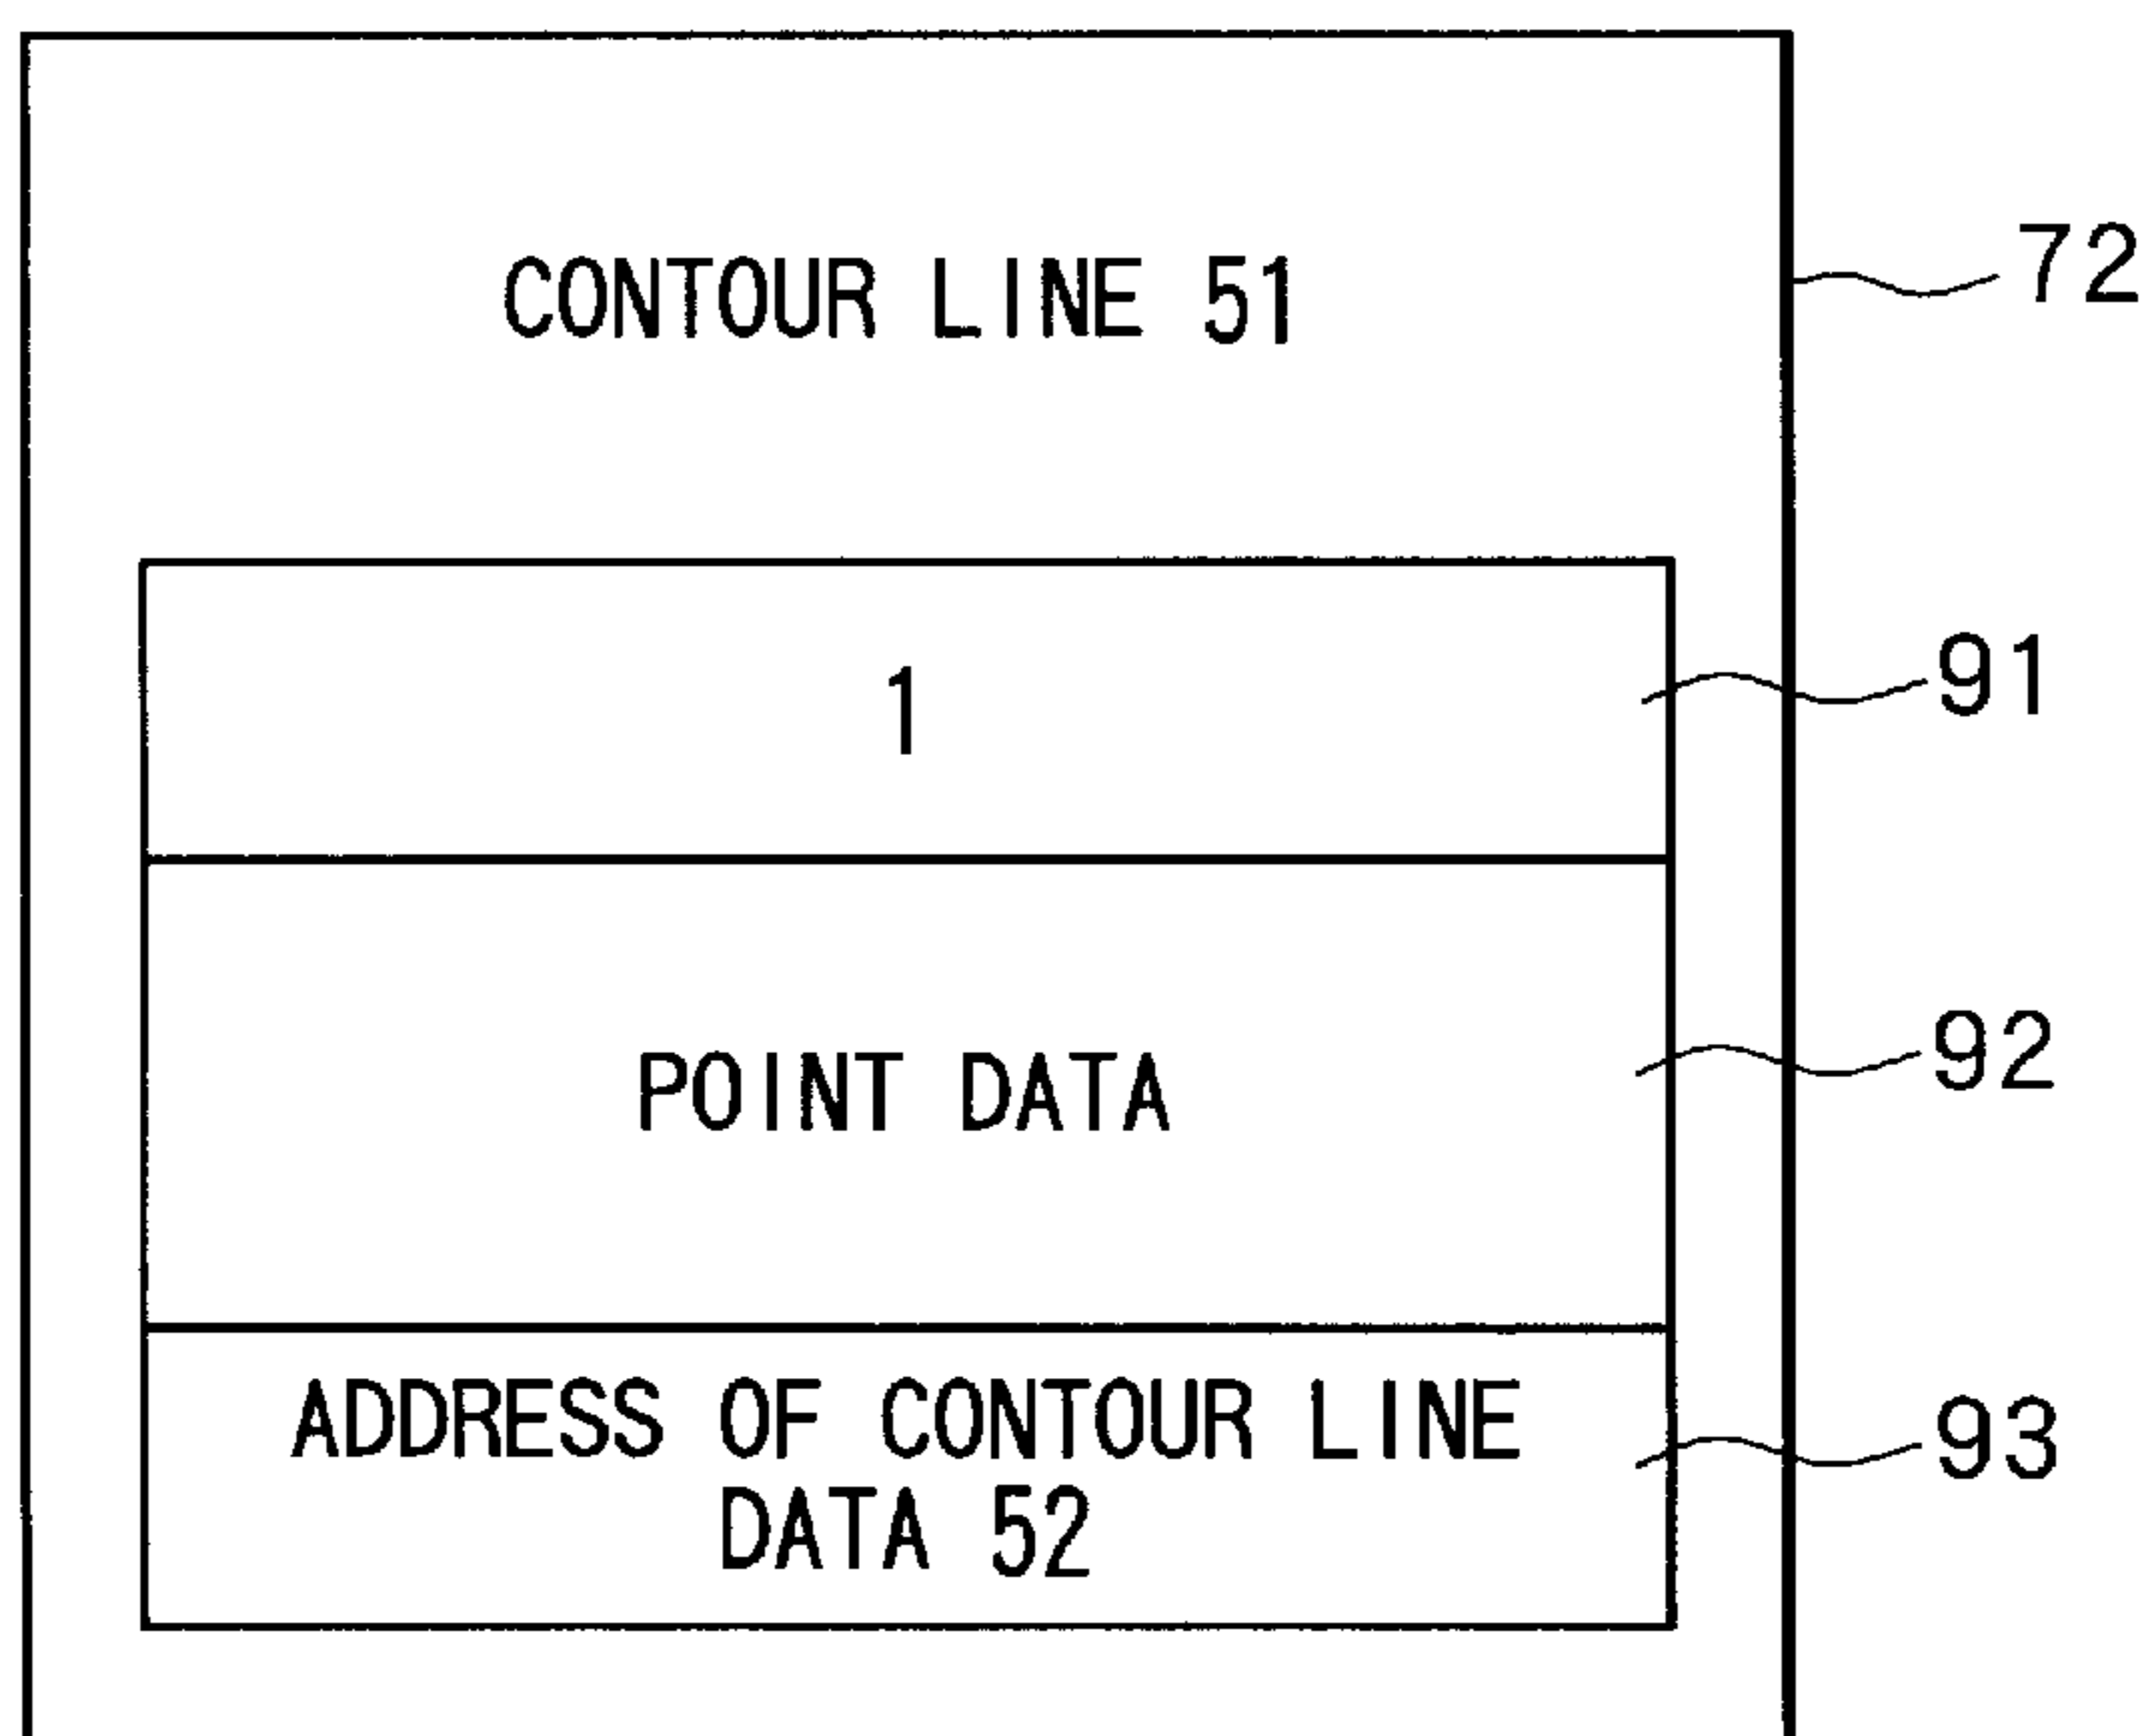 CONTOUR LINE 51
72
1
91
POINT DATA
92
ADDRESS OF CONTOUR LINE
DATA 52
93